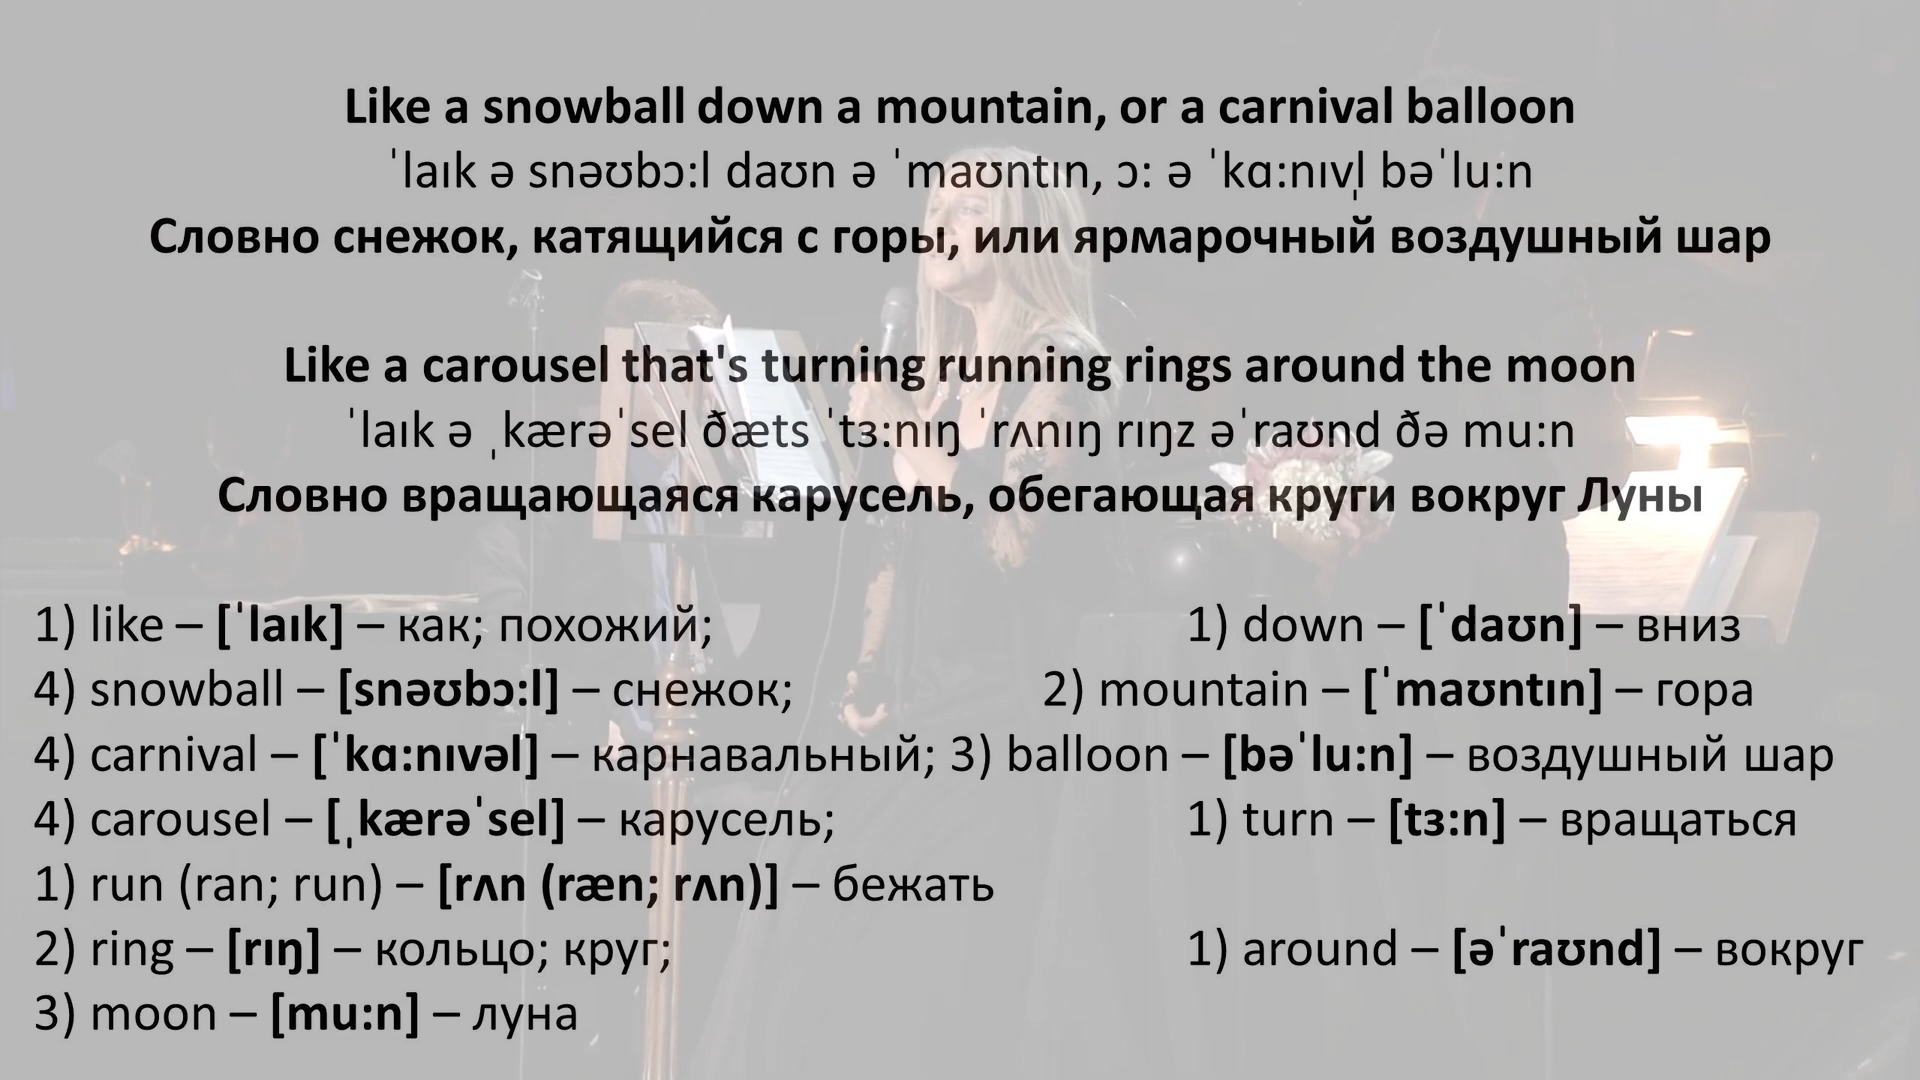 Like a snowball down a mountain, or a carnival balloon
ˈlaɪk ə snəʊbɔ:l daʊn ə ˈmaʊntɪn, ɔ: ə ˈkɑ:nɪvl̩ bəˈlu:n
Словно снежок, катящийся с горы, или ярмарочный воздушный шар
Like a carousel that's turning running rings around the moon
ˈlaɪk ə ˌkærəˈsel ðæts ˈtɜ:nɪŋ ˈrʌnɪŋ rɪŋz əˈraʊnd ðə mu:n
Словно вращающаяся карусель, обегающая круги вокруг Луны
1) like – [ˈlaɪk] – как; похожий; 1) down – [ˈdaʊn] – вниз
4) snowball – [snəʊbɔ:l] – снежок; 2) mountain – [ˈmaʊntɪn] – гора
4) carnival – [ˈkɑ:nɪvəl] – карнавальный; 3) balloon – [bəˈlu:n] – воздушный шар
4) carousel – [ˌkærəˈsel] – карусель; 1) turn – [tɜ:n] – вращаться
1) run (ran; run) – [rʌn (ræn; rʌn)] – бежать
2) ring – [rɪŋ] – кольцо; круг; 1) around – [əˈraʊnd] – вокруг
3) moon – [mu:n] – луна